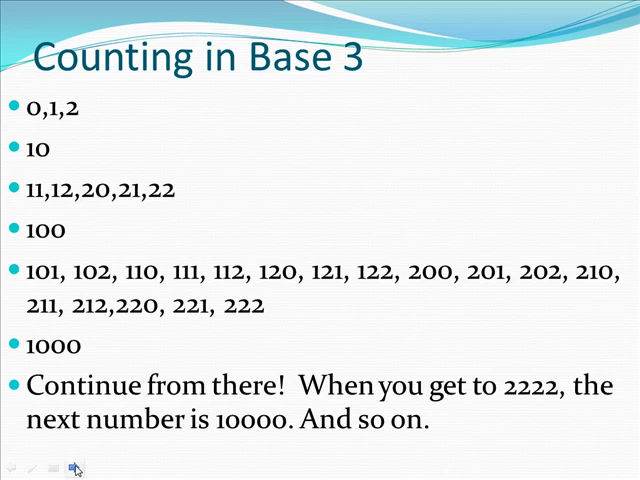 Counting in Base 3
0,1,2
10
11,12,20,21,22
100
101, 102, 110, 111, 112, 120, 121, 122, 200, 201, 202, 210,
211, 212,220, 221, 222
1000
Continue from there!  When you get to 2222, the
next number is 10000. And so on.